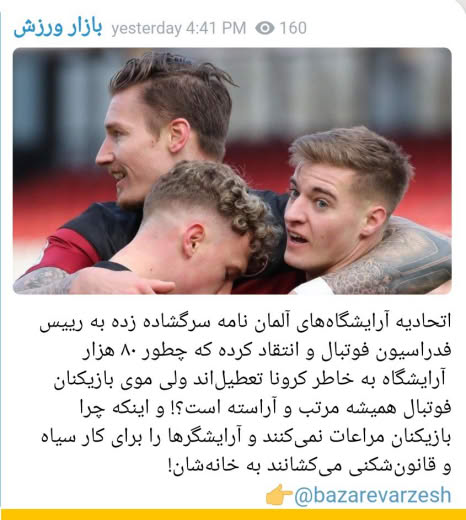 بازار ورزش yesterday 4:41 PM 160
اتحادیه آرایشگاه‌های آلمان نامه سرگشاده زده به رییس
فدراسیون فوتبال و انتقاد کرده که چطور ۸۰ هزار
آرایشگاه به خاطر کرونا تعطیل‌اند ولی موی بازیکنان
فوتبال همیشه مرتب و آراسته است؟! و اینکه چرا
بازیکنان مراعات نمی‌کنند و آرایشگرها را برای کار سیاه
و قانون‌شکنی می‌کشانند به خانه‌شان!
👉@bazarevarzesh